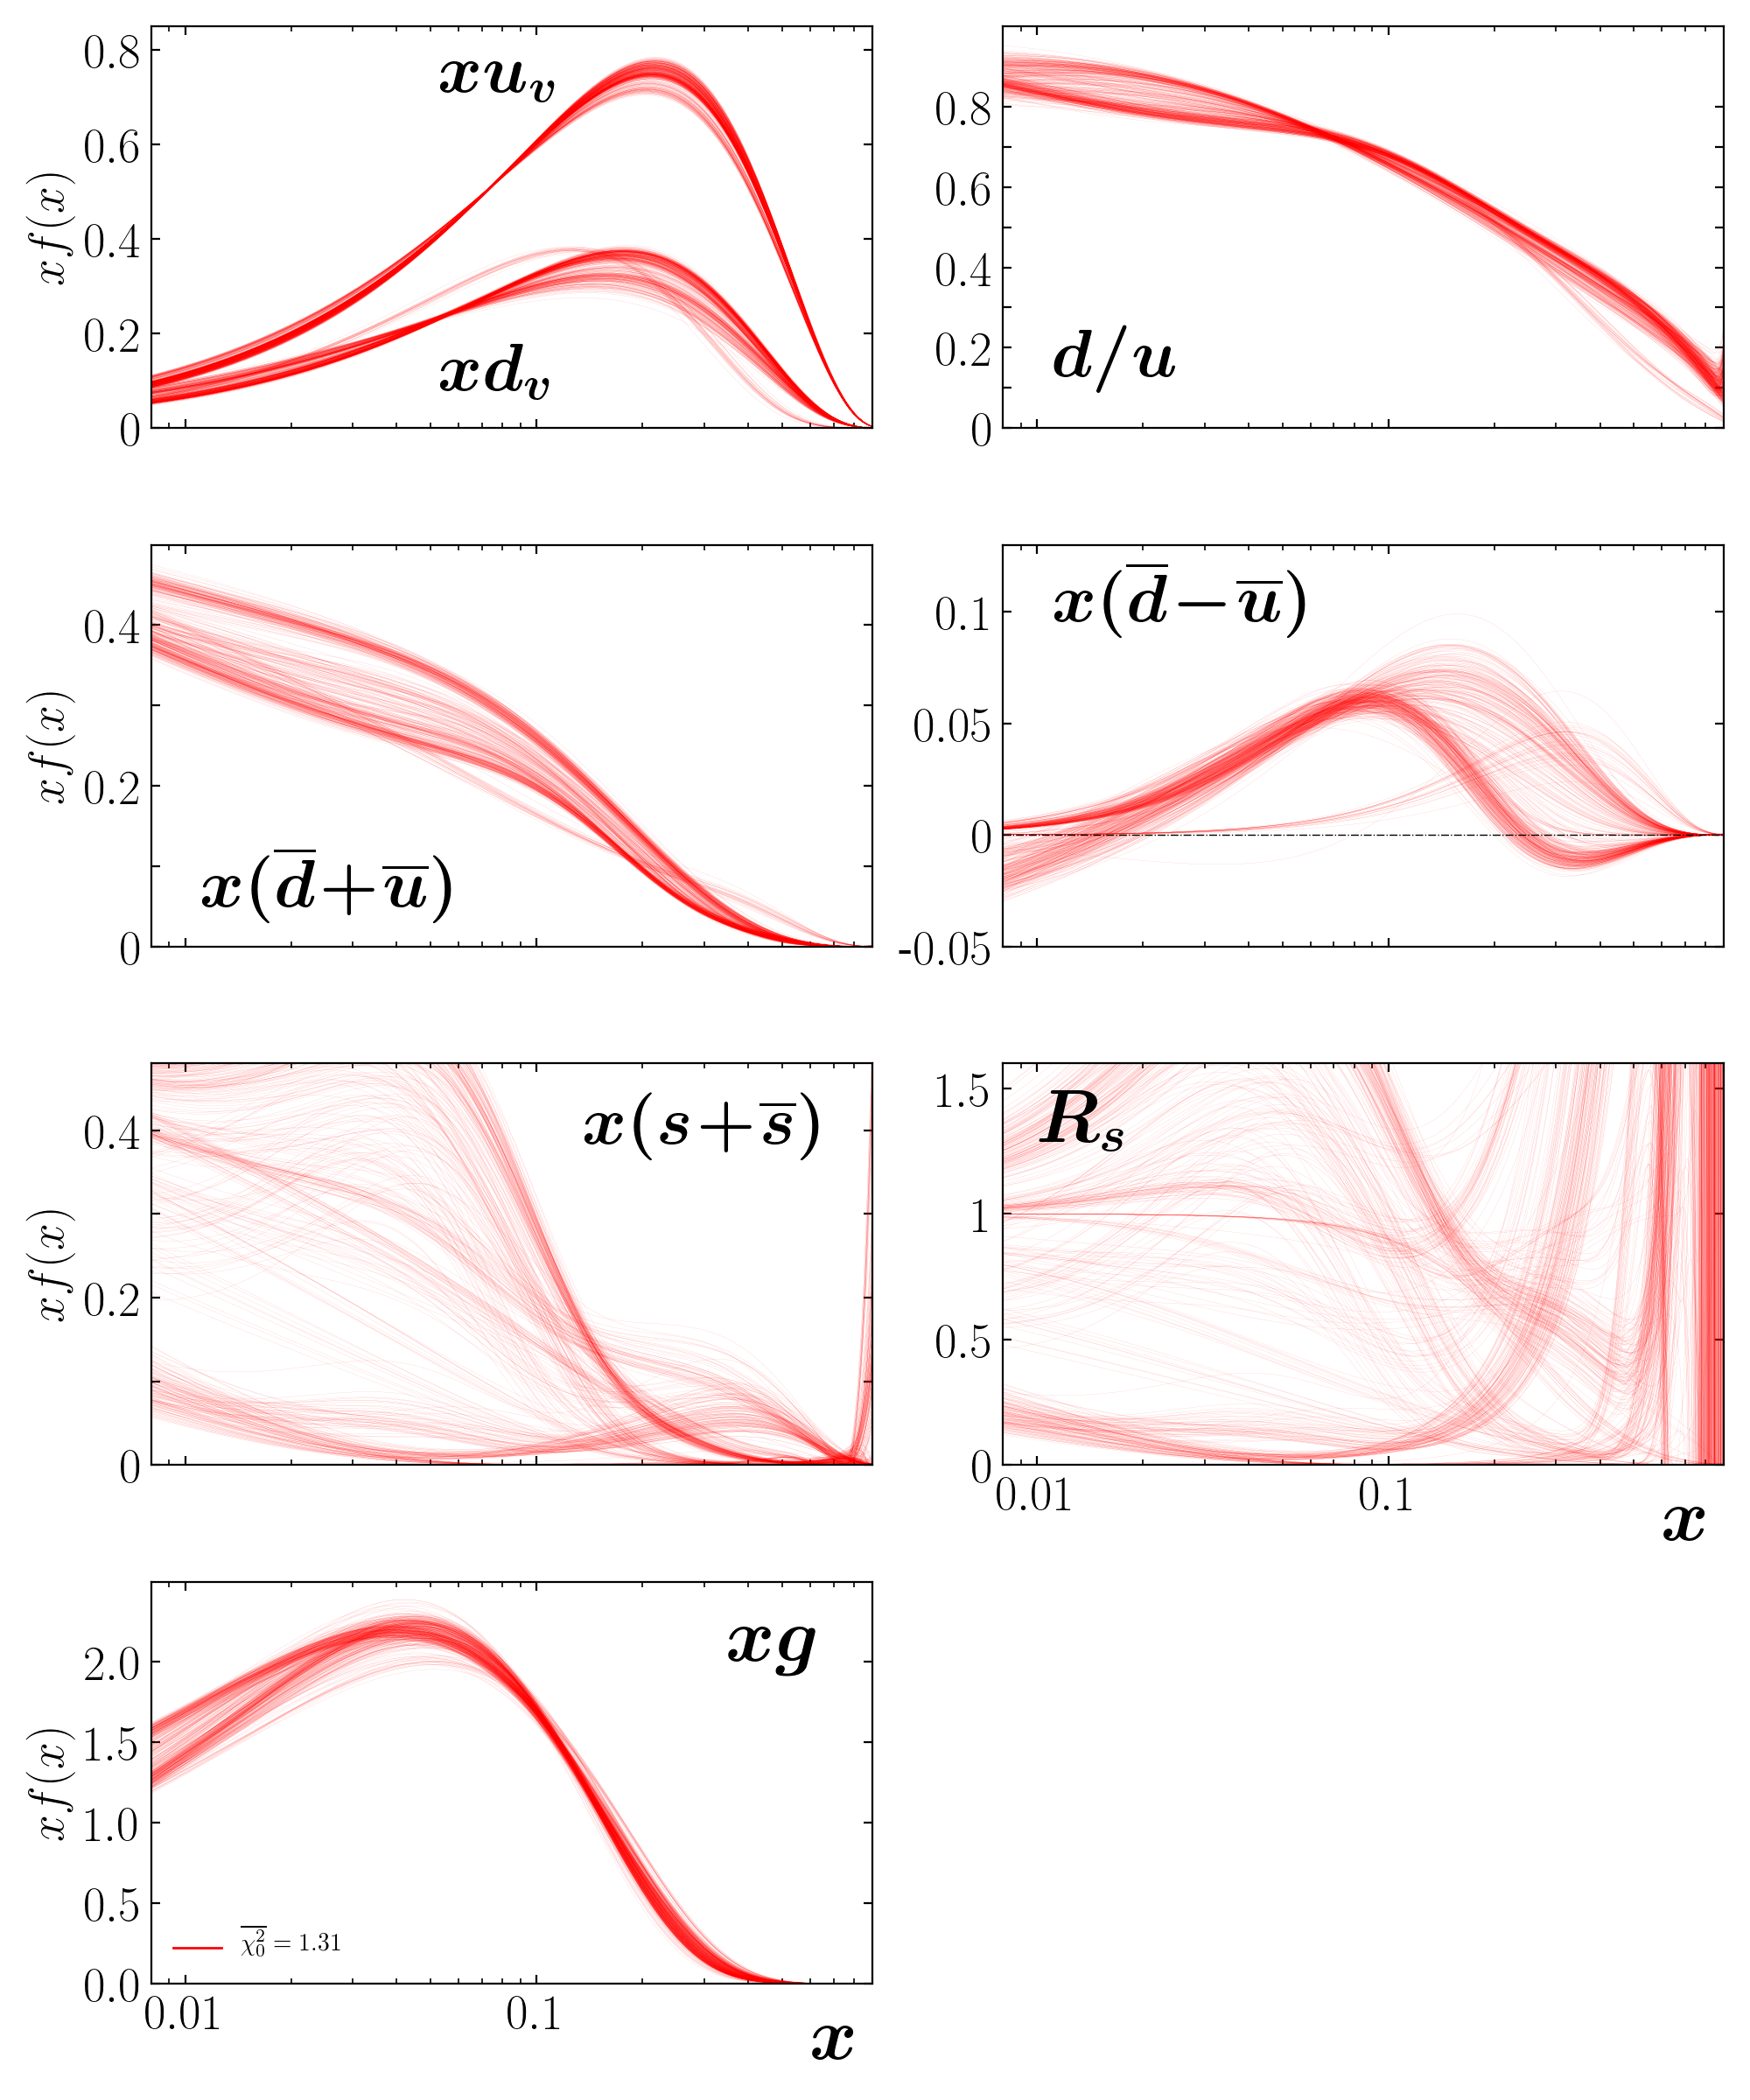 0.8
0.6
0.4
0.2
0
xf(x)
xu_v
xd_v
0.8
0.6
0.4
0.2
0
d/u
0.4
0.2
0
xf(x)
x(d̅+u̅)
0.1
0.05
0
-0.05
x(d̅−u̅)
0.4
0.2
0
xf(x)
x(s+s̅)
1.5
1
0.5
0
R_s
0.01
0.1
x
2.0
1.5
1.0
0.5
0.0
xf(x)
xg
χ̅₀² = 1.31
0.01
0.1
x